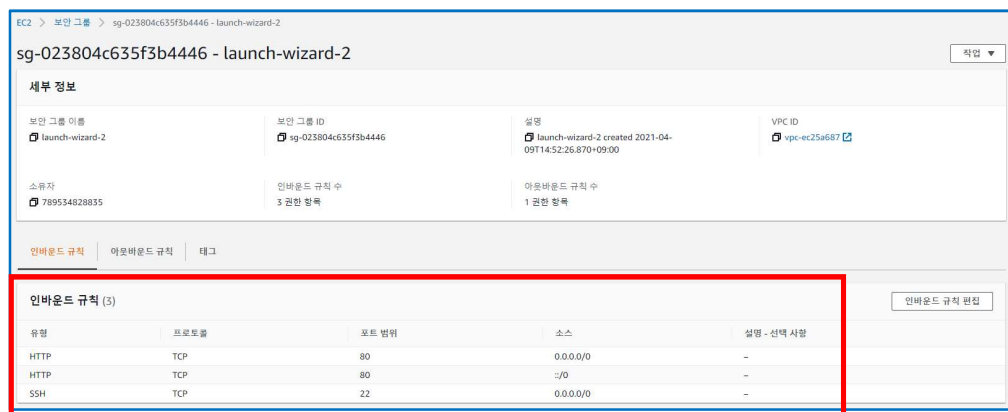 EC2 > 보안 그룹 > sg-023804c635f3b4446 - launch-wizard-2
sg-023804c635f3b4446 - launch-wizard-2
작업
세부 정보
보안 그룹 이름 보안 그룹 ID 설명 VPC ID
launch-wizard-2 sg-023804c635f3b4446 launch-wizard-2 created 2021-04-09T14:52:26.870+09:00 vpc-ec25a687
소유자 인바운드 규칙 수 아웃바운드 규칙 수
789534828835 3 권한 항목 1 권한 항목
인바운드 규칙 아웃바운드 규칙 태그
인바운드 규칙 (3) 인바운드 규칙 편집
유형 프로토콜 포트 범위 소스 설명 - 선택 사항
HTTP TCP 80 0.0.0.0/0 –
HTTP TCP 80 ::/0 –
SSH TCP 22 0.0.0.0/0 –